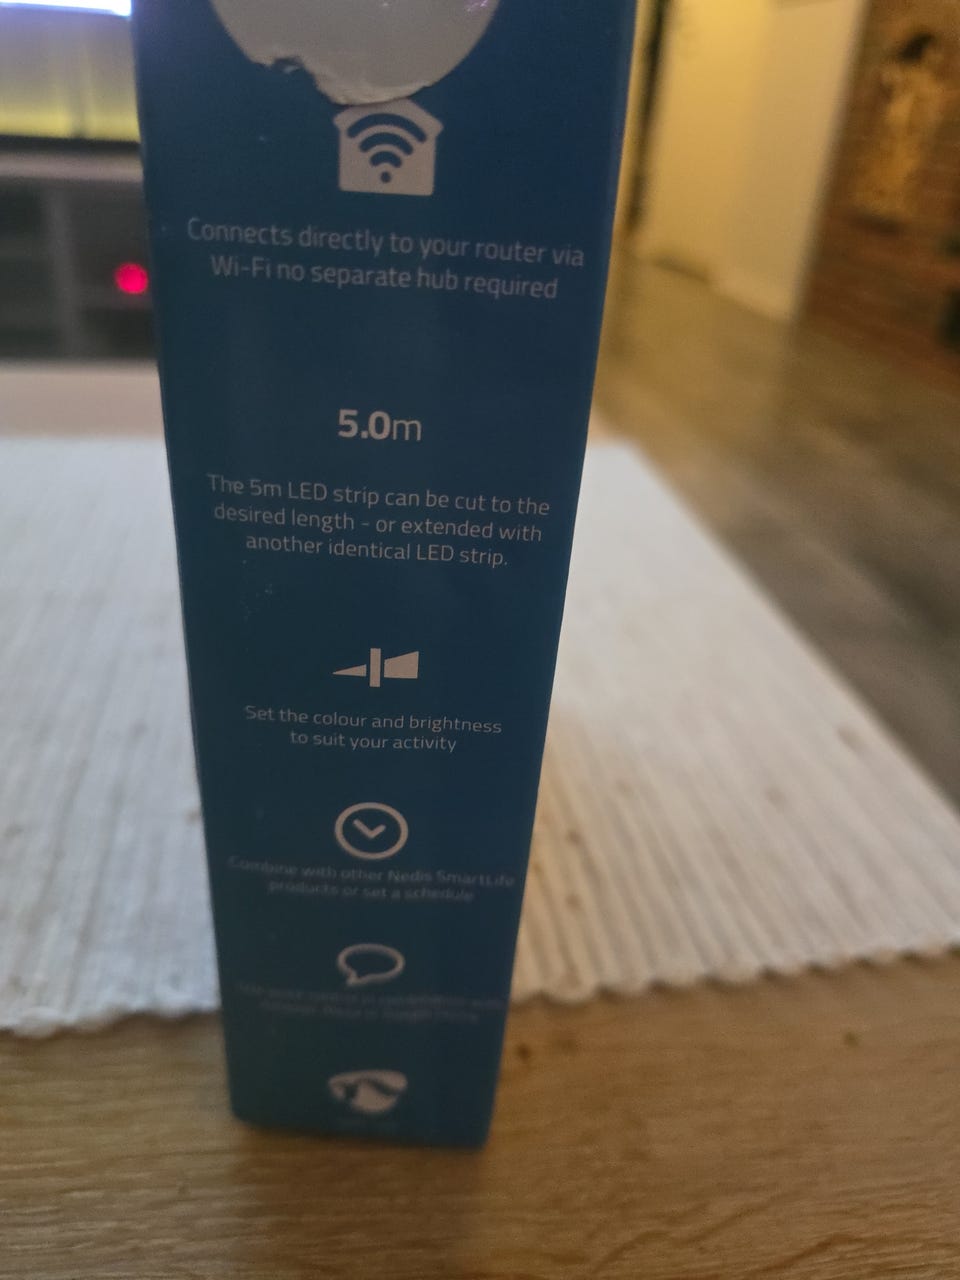 Connects directly to your router via
Wi-Fi no separate hub required
5.0m
The 5m LED strip can be cut to the
desired length - or extended with
another identical LED strip.
Set the colour and brightness
to suit your activity
Combine with other Nedis SmartLife
products or set a schedule